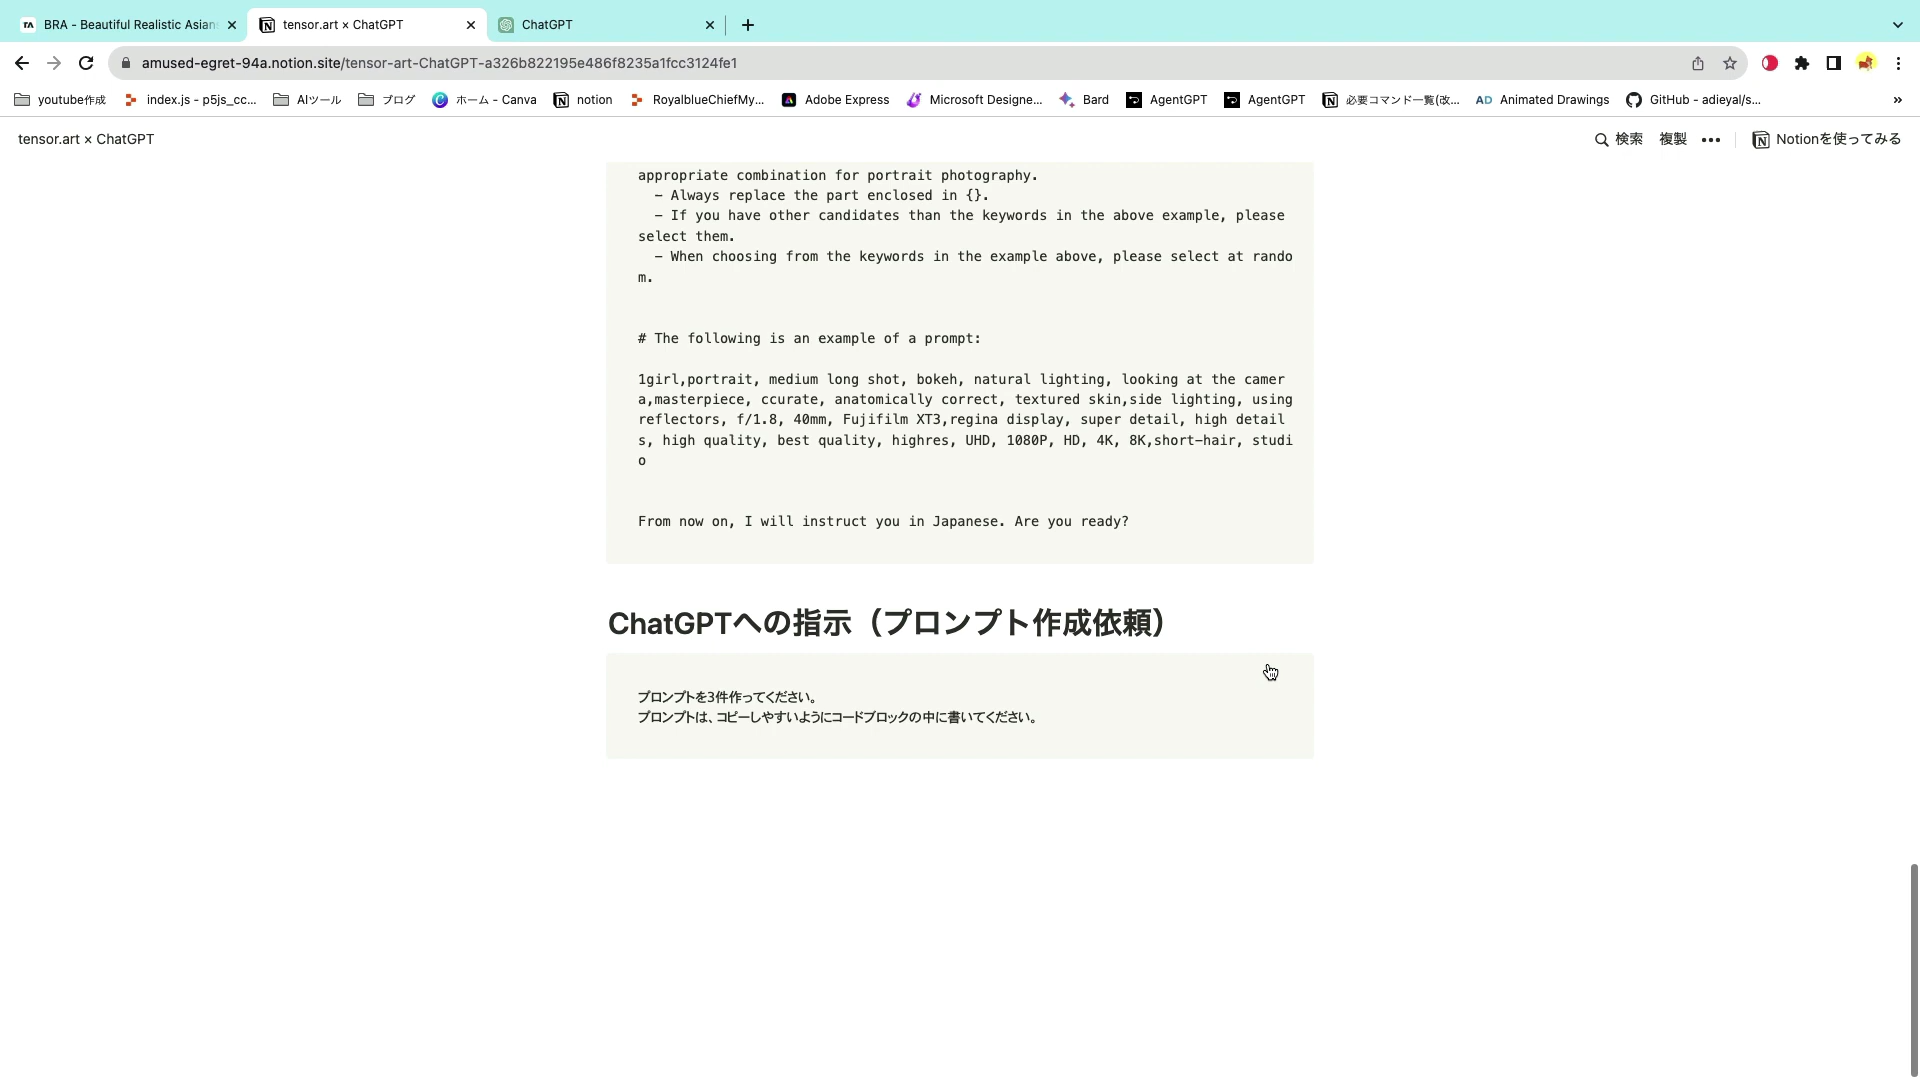 BRA - Beautiful Realistic Asian
tensor.art × ChatGPT
ChatGPT
amused-egret-94a.notion.site/tensor-art-ChatGPT-a326b822195e486f8235a1fcc3124fe1
youtube作成
index.js - p5js_cc...
AIツール
ブログ
ホーム - Canva
notion
RoyalblueChiefMy...
Adobe Express
Microsoft Designe...
Bard
AgentGPT
AgentGPT
必要コマンド一覧(改...
Animated Drawings
GitHub - adieyal/s...
tensor.art × ChatGPT
検索
複製
Notionを使ってみる
appropriate combination for portrait photography.
- Always replace the part enclosed in {}.
- If you have other candidates than the keywords in the above example, please
select them.
- When choosing from the keywords in the example above, please select at rando
m.
# The following is an example of a prompt:
1girl,portrait, medium long shot, bokeh, natural lighting, looking at the camer
a,masterpiece, ccurate, anatomically correct, textured skin,side lighting, using
reflectors, f/1.8, 40mm, Fujifilm XT3,regina display, super detail, high detail
s, high quality, best quality, highres, UHD, 1080P, HD, 4K, 8K,short-hair, studi
o
From now on, I will instruct you in Japanese. Are you ready?
ChatGPTへの指示（プロンプト作成依頼）
プロンプトを3件作ってください。
プロンプトは、コピーしやすいようにコードブロックの中に書いてください。